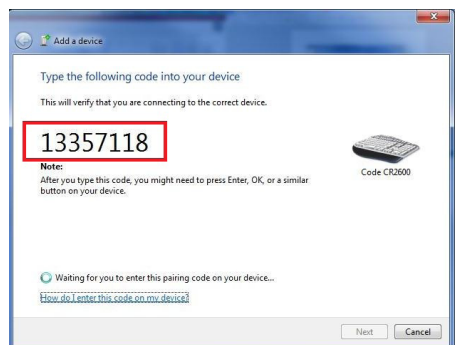 Add a device
Type the following code into your device
This will verify that you are connecting to the correct device.
13357118
Note:
After you type this code, you might need to press Enter, OK, or a similar
button on your device.
Code CR2600
Waiting for you to enter this pairing code on your device...
How do I enter this code on my device?
Next Cancel